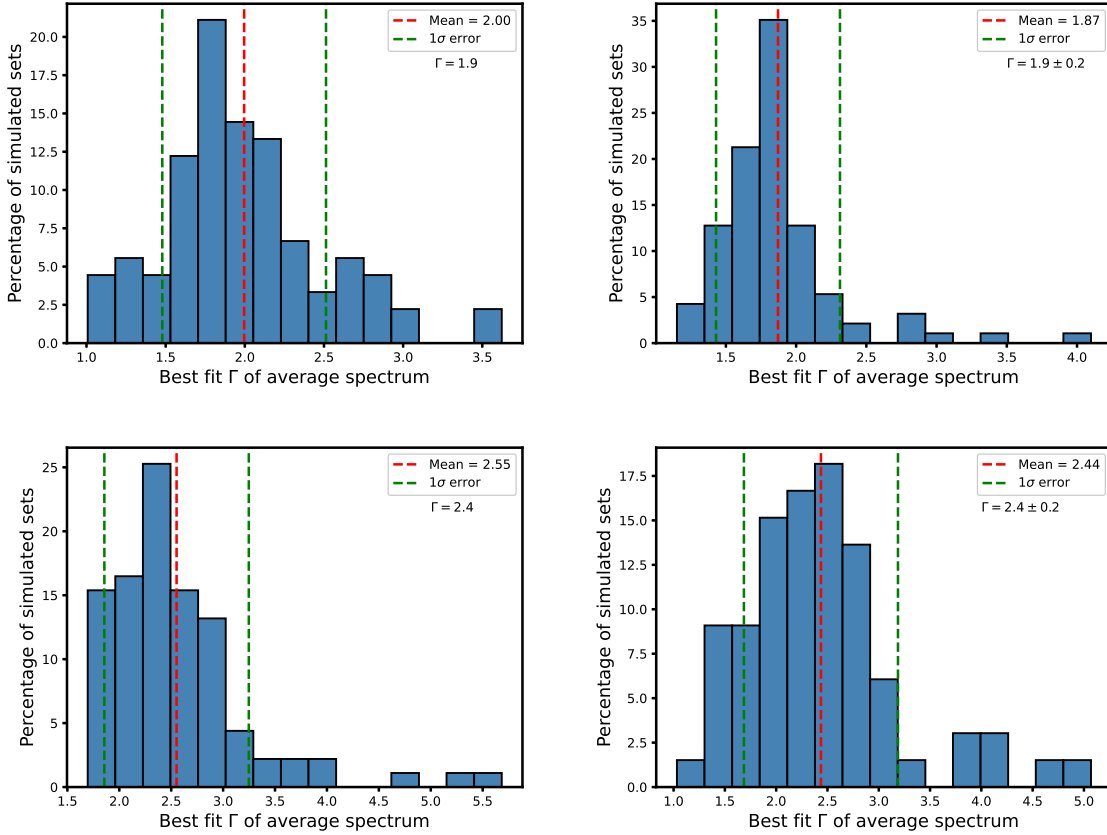 Percentage of simulated sets
20.0
17.5
15.0
12.5
10.0
7.5
5.0
2.5
0.0
Mean = 2.00
1σ error
Γ = 1.9
1.0 1.5 2.0 2.5 3.0 3.5
Best fit Γ of average spectrum
Percentage of simulated sets
35
30
25
20
15
10
5
0
Mean = 1.87
1σ error
Γ = 1.9 ± 0.2
1.5 2.0 2.5 3.0 3.5 4.0
Best fit Γ of average spectrum
Percentage of simulated sets
25
20
15
10
5
0
Mean = 2.55
1σ error
Γ = 2.4
1.5 2.0 2.5 3.0 3.5 4.0 4.5 5.0 5.5
Best fit Γ of average spectrum
Percentage of simulated sets
17.5
15.0
12.5
10.0
7.5
5.0
2.5
0.0
Mean = 2.44
1σ error
Γ = 2.4 ± 0.2
1.0 1.5 2.0 2.5 3.0 3.5 4.0 4.5 5.0
Best fit Γ of average spectrum